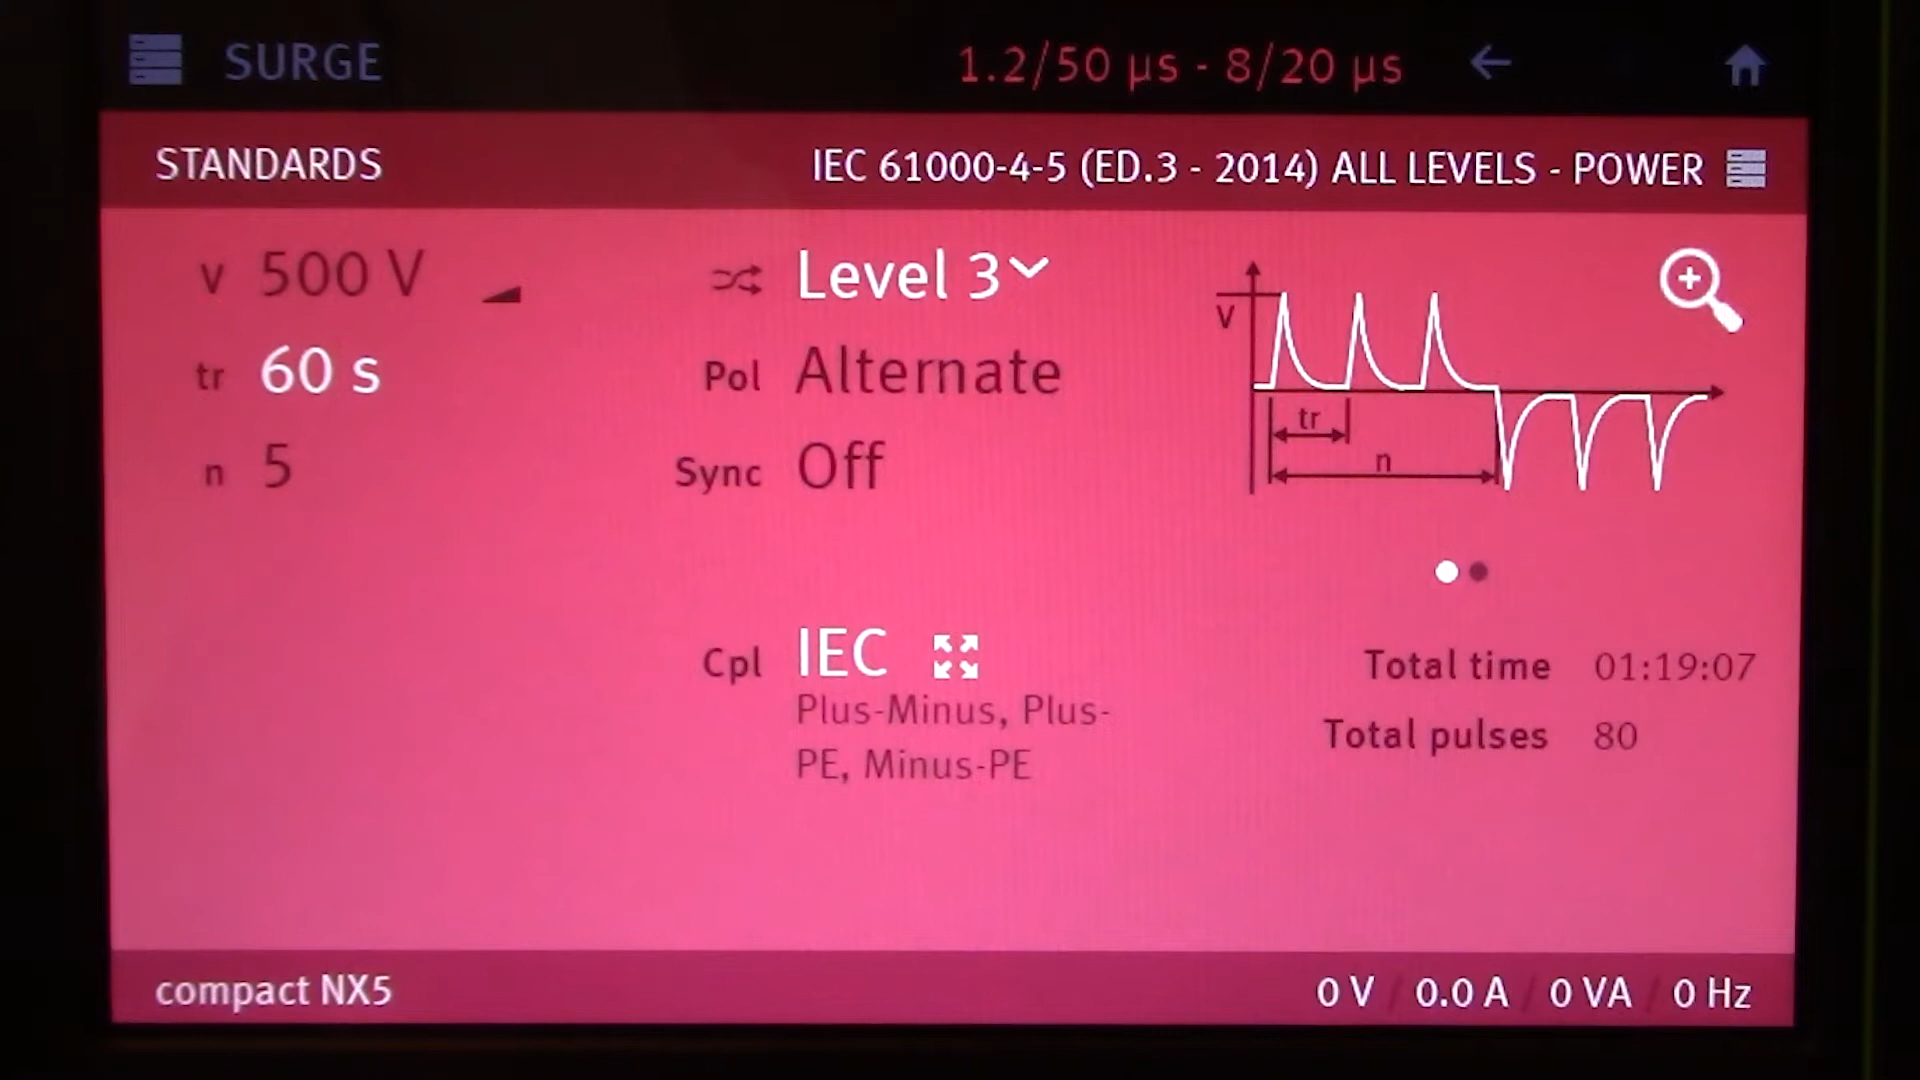 SURGE
1.2/50 µs - 8/20 µs
STANDARDS
IEC 61000-4-5 (ED.3 - 2014) ALL LEVELS - POWER
V 500 V
tr 60 s
n 5
Level 3
Pol Alternate
Sync Off
Cpl IEC
Plus-Minus, Plus-
PE, Minus-PE
V
tr
n
Total time 01:19:07
Total pulses 80
compact NX5
0 V / 0.0 A / 0 VA / 0 Hz